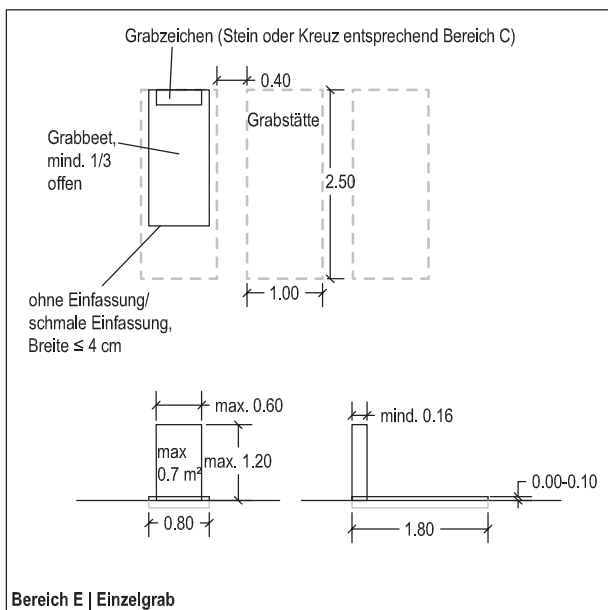 Grabzeichen (Stein oder Kreuz entsprechend Bereich C)
0.40
Grabstätte
Grabbeet,
mind. 1/3
offen
2.50
ohne Einfassung/
schmale Einfassung,
Breite ≤ 4 cm
1.00
max. 0.60
mind. 0.16
max
0.7 m²
max. 1.20
0.00-0.10
0.80
1.80
Bereich E | Einzelgrab